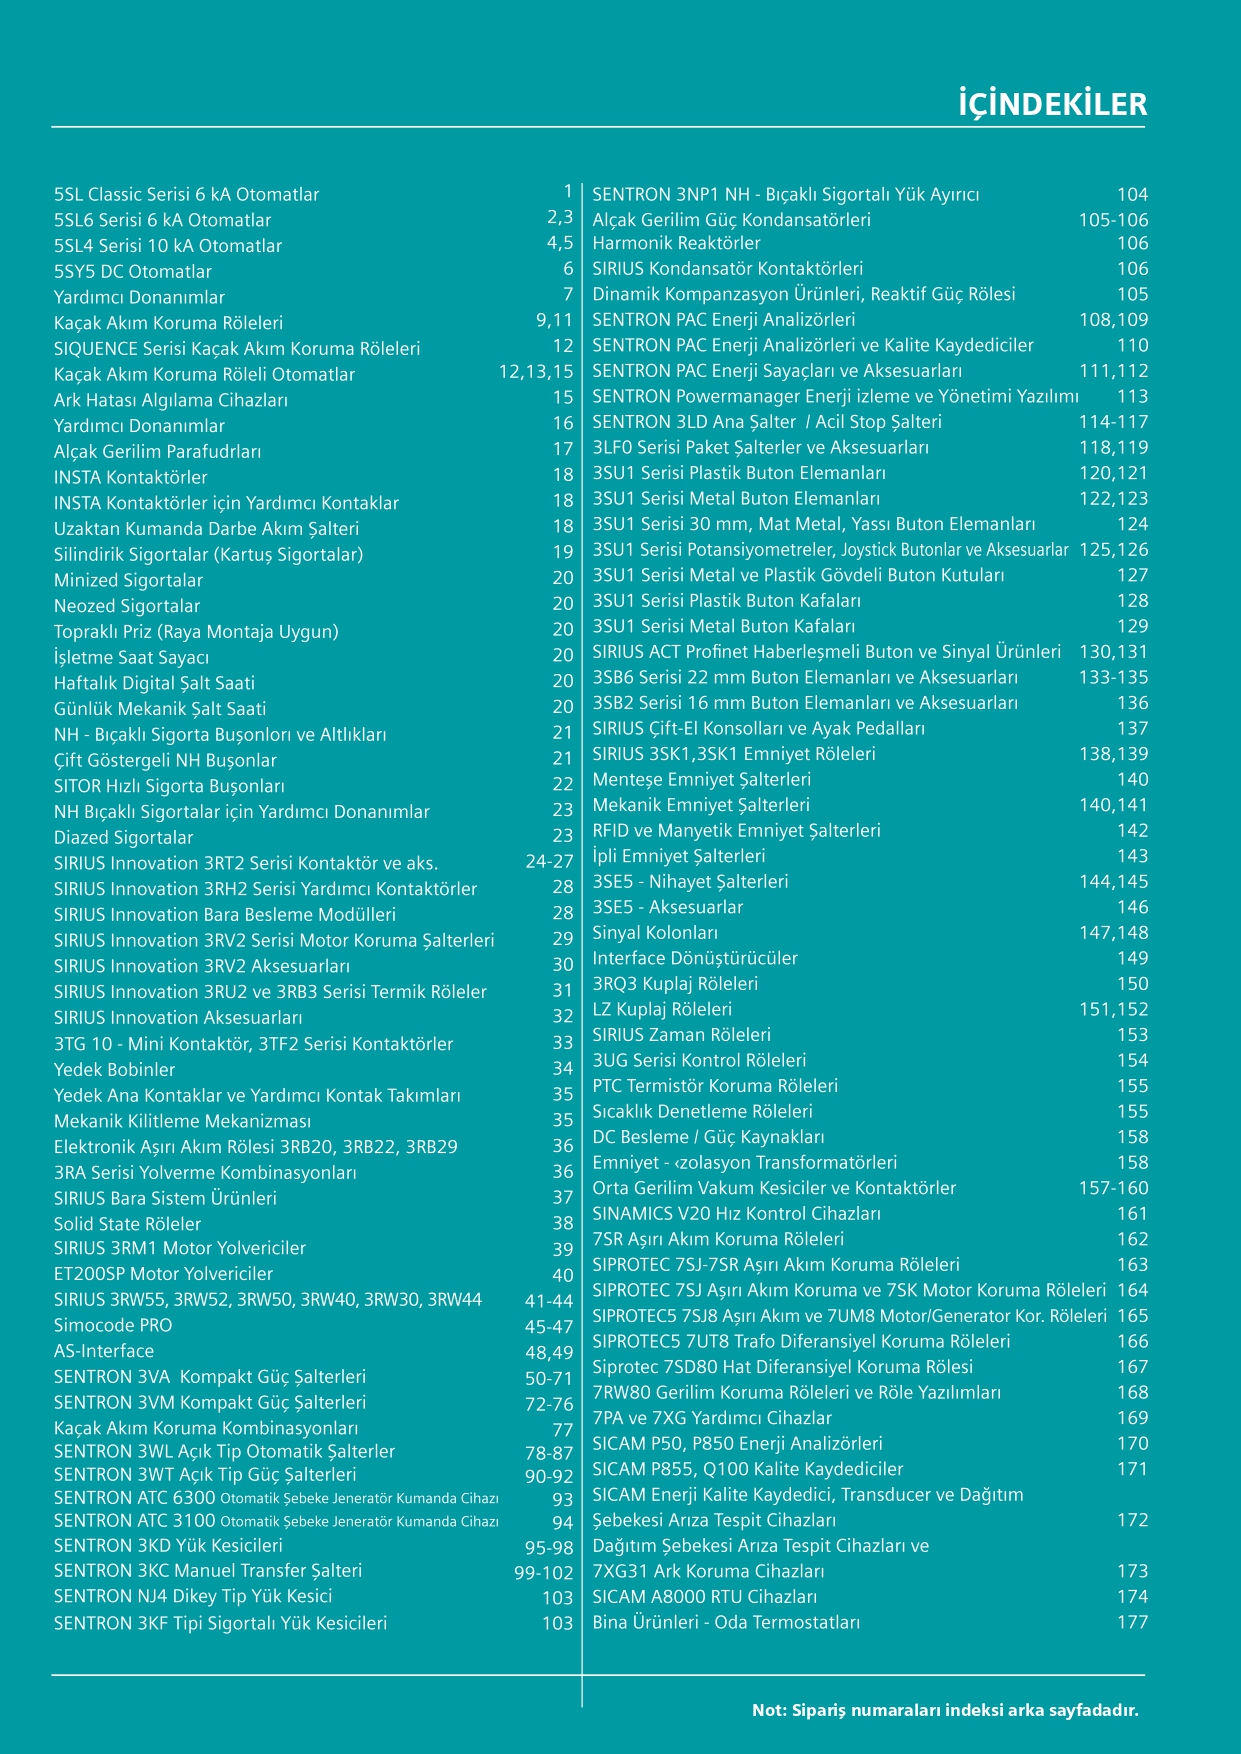 İÇİNDEKİLER
5SL Classic Serisi 6 kA Otomatlar 1
5SL6 Serisi 6 kA Otomatlar 2,3
5SL4 Serisi 10 kA Otomatlar 4,5
5SY5 DC Otomatlar 6
Yardımcı Donanımlar 7
Kaçak Akım Koruma Röleleri 9,11
SIQUENCE Serisi Kaçak Akım Koruma Röleleri 12
Kaçak Akım Koruma Röleli Otomatlar 12,13,15
Ark Hatası Algılama Cihazları 15
Yardımcı Donanımlar 16
Alçak Gerilim Parafudrları 17
INSTA Kontaktörler 18
INSTA Kontaktörler için Yardımcı Kontaklar 18
Uzaktan Kumanda Darbe Akım Şalteri 18
Silindirik Sigortalar (Kartuş Sigortalar) 19
Minized Sigortalar 20
Neozed Sigortalar 20
Topraklı Priz (Raya Montaja Uygun) 20
İşletme Saat Sayacı 20
Haftalık Digital Şalt Saati 20
Günlük Mekanik Şalt Saati 20
NH - Bıçaklı Sigorta Buşonlorı ve Altlıkları 21
Çift Göstergeli NH Buşonlar 21
SITOR Hızlı Sigorta Buşonları 22
NH Bıçaklı Sigortalar için Yardımcı Donanımlar 23
Diazed Sigortalar 23
SIRIUS Innovation 3RT2 Serisi Kontaktör ve aks. 24-27
SIRIUS Innovation 3RH2 Serisi Yardımcı Kontaktörler 28
SIRIUS Innovation Bara Besleme Modülleri 28
SIRIUS Innovation 3RV2 Serisi Motor Koruma Şalterleri 29
SIRIUS Innovation 3RV2 Aksesuarları 30
SIRIUS Innovation 3RU2 ve 3RB3 Serisi Termik Röleler 31
SIRIUS Innovation Aksesuarları 32
3TG 10 - Mini Kontaktör, 3TF2 Serisi Kontaktörler 33
Yedek Bobinler 34
Yedek Ana Kontaklar ve Yardımcı Kontak Takımları 35
Mekanik Kilitleme Mekanizması 35
Elektronik Aşırı Akım Rölesi 3RB20, 3RB22, 3RB29 36
3RA Serisi Yolverme Kombinasyonları 36
SIRIUS Bara Sistem Ürünleri 37
Solid State Röleler 38
SIRIUS 3RM1 Motor Yolvericiler 39
ET200SP Motor Yolvericiler 40
SIRIUS 3RW55, 3RW52, 3RW50, 3RW40, 3RW30, 3RW44 41-44
Simocode PRO 45-47
AS-Interface 48,49
SENTRON 3VA Kompakt Güç Şalterleri 50-71
SENTRON 3VM Kompakt Güç Şalterleri 72-76
Kaçak Akım Koruma Kombinasyonları 77
SENTRON 3WL Açık Tip Otomatik Şalterler 78-87
SENTRON 3WT Açık Tip Güç Şalterleri 90-92
SENTRON ATC 6300 Otomatik Şebeke Jeneratör Kumanda Cihazı 93
SENTRON ATC 3100 Otomatik Şebeke Jeneratör Kumanda Cihazı 94
SENTRON 3KD Yük Kesicileri 95-98
SENTRON 3KC Manuel Transfer Şalteri 99-102
SENTRON NJ4 Dikey Tip Yük Kesici 103
SENTRON 3KF Tipi Sigortalı Yük Kesicileri 103
SENTRON 3NP1 NH - Bıçaklı Sigortalı Yük Ayırıcı 104
Alçak Gerilim Güç Kondansatörleri 105-106
Harmonik Reaktörler 106
SIRIUS Kondansatör Kontaktörleri 106
Dinamik Kompanzasyon Ürünleri, Reaktif Güç Rölesi 105
SENTRON PAC Enerji Analizörleri 108,109
SENTRON PAC Enerji Analizörleri ve Kalite Kaydediciler 110
SENTRON PAC Enerji Sayaçları ve Aksesuarları 111,112
SENTRON Powermanager Enerji izleme ve Yönetimi Yazılımı 113
SENTRON 3LD Ana Şalter / Acil Stop Şalteri 114-117
3LF0 Serisi Paket Şalterler ve Aksesuarları 118,119
3SU1 Serisi Plastik Buton Elemanları 120,121
3SU1 Serisi Metal Buton Elemanları 122,123
3SU1 Serisi 30 mm, Mat Metal, Yassı Buton Elemanları 124
3SU1 Serisi Potansiyometreler, Joystick Butonlar ve Aksesuarlar 125,126
3SU1 Serisi Metal ve Plastik Gövdeli Buton Kutuları 127
3SU1 Serisi Plastik Buton Kafaları 128
3SU1 Serisi Metal Buton Kafaları 129
SIRIUS ACT Profinet Haberleşmeli Buton ve Sinyal Ürünleri 130,131
3SB6 Serisi 22 mm Buton Elemanları ve Aksesuarları 133-135
3SB2 Serisi 16 mm Buton Elemanları ve Aksesuarları 136
SIRIUS Çift-El Konsolları ve Ayak Pedalları 137
SIRIUS 3SK1,3SK1 Emniyet Röleleri 138,139
Menteşe Emniyet Şalterleri 140
Mekanik Emniyet Şalterleri 140,141
RFID ve Manyetik Emniyet Şalterleri 142
İpli Emniyet Şalterleri 143
3SE5 - Nihayet Şalterleri 144,145
3SE5 - Aksesuarlar 146
Sinyal Kolonları 147,148
Interface Dönüştürücüler 149
3RQ3 Kuplaj Röleleri 150
LZ Kuplaj Röleleri 151,152
SIRIUS Zaman Röleleri 153
3UG Serisi Kontrol Röleleri 154
PTC Termistör Koruma Röleleri 155
Sıcaklık Denetleme Röleleri 155
DC Besleme / Güç Kaynakları 158
Emniyet - ‹zolasyon Transformatörleri 158
Orta Gerilim Vakum Kesiciler ve Kontaktörler 157-160
SINAMICS V20 Hız Kontrol Cihazları 161
7SR Aşırı Akım Koruma Röleleri 162
SIPROTEC 7SJ-7SR Aşırı Akım Koruma Röleleri 163
SIPROTEC 7SJ Aşırı Akım Koruma ve 7SK Motor Koruma Röleleri 164
SIPROTEC5 7SJ8 Aşırı Akım ve 7UM8 Motor/Generator Kor. Röleleri 165
SIPROTEC5 7UT8 Trafo Diferansiyel Koruma Röleleri 166
Siprotec 7SD80 Hat Diferansiyel Koruma Rölesi 167
7RW80 Gerilim Koruma Röleleri ve Röle Yazılımları 168
7PA ve 7XG Yardımcı Cihazlar 169
SICAM P50, P850 Enerji Analizörleri 170
SICAM P855, Q100 Kalite Kaydediciler 171
SICAM Enerji Kalite Kaydedici, Transducer ve Dağıtım
Şebekesi Arıza Tespit Cihazları 172
Dağıtım Şebekesi Arıza Tespit Cihazları ve
7XG31 Ark Koruma Cihazları 173
SICAM A8000 RTU Cihazları 174
Bina Ürünleri - Oda Termostatları 177
Not: Sipariş numaraları indeksi arka sayfadadır.